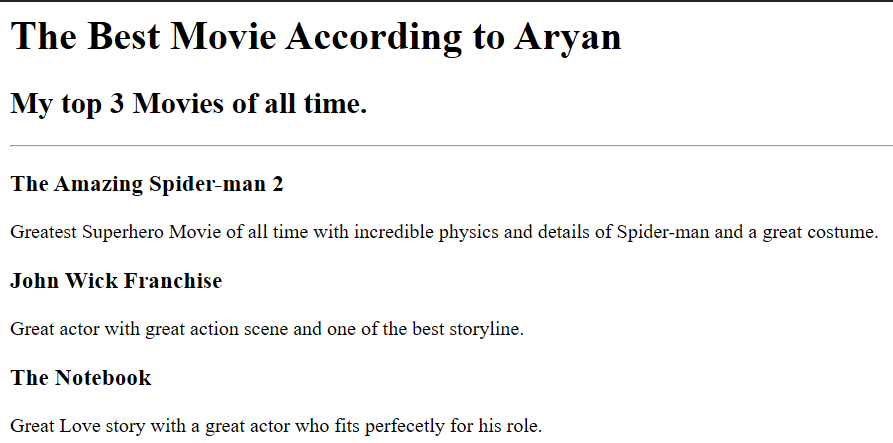 The Best Movie According to Aryan
My top 3 Movies of all time.
The Amazing Spider-man 2
Greatest Superhero Movie of all time with incredible physics and details of Spider-man and a great costume.
John Wick Franchise
Great actor with great action scene and one of the best storyline.
The Notebook
Great Love story with a great actor who fits perfecetly for his role.